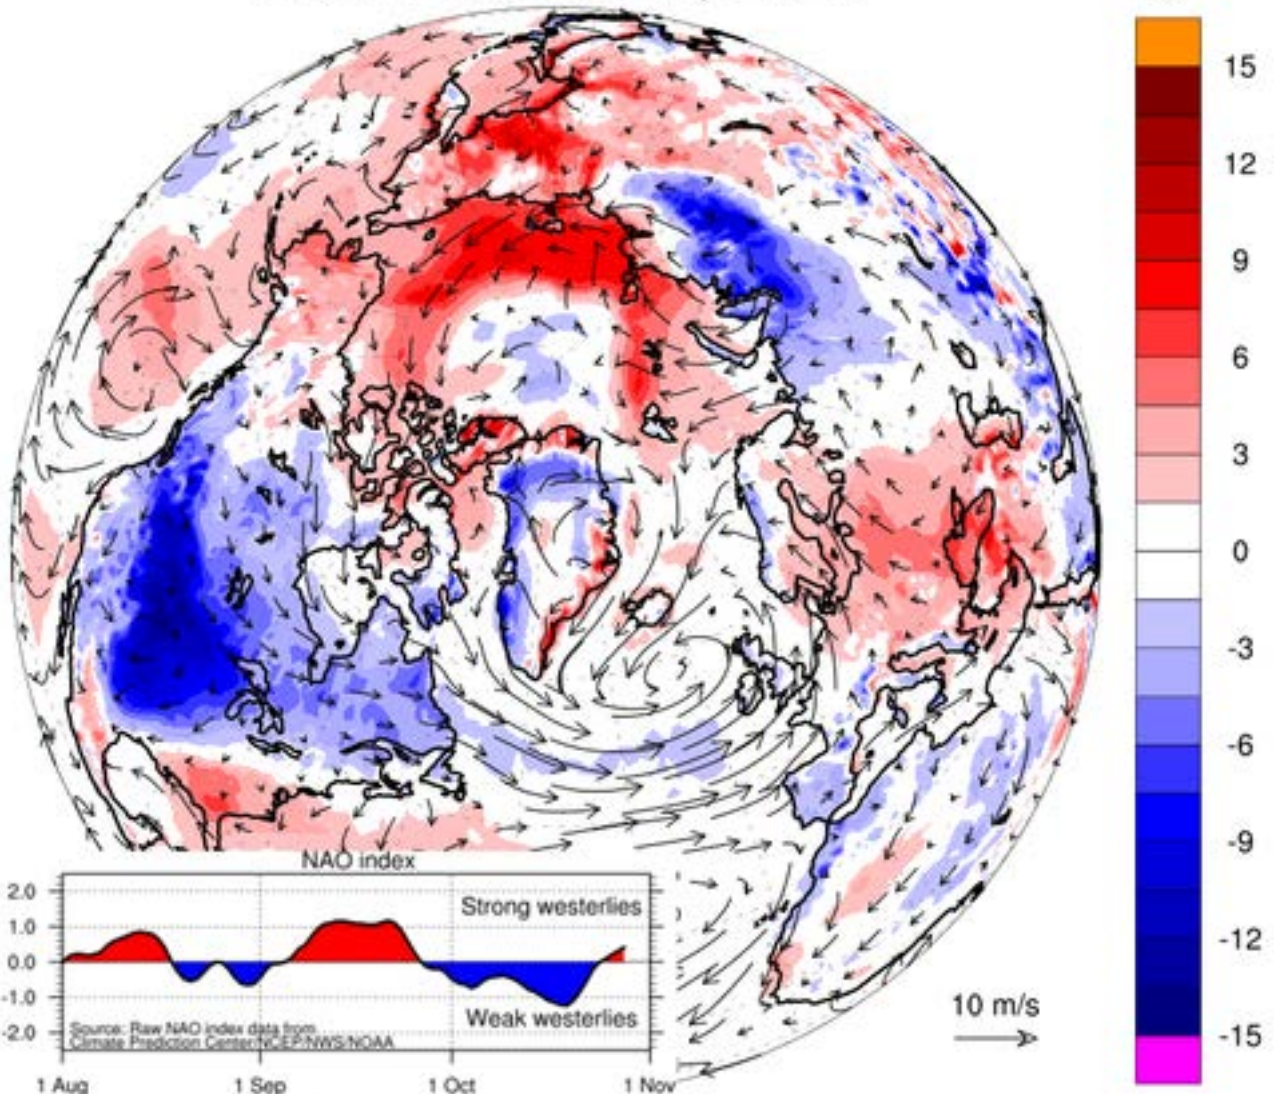 15
12
9
6
3
0
-3
-6
-9
-12
-15
NAO index
2.0
1.0
0.0
-1.0
-2.0
Strong westerlies
Weak westerlies
Source: Raw NAO index data from
Climate Prediction Center/NCEP/NWS/NOAA
1 Aug
1 Sep
1 Oct
1 Nov
10 m/s